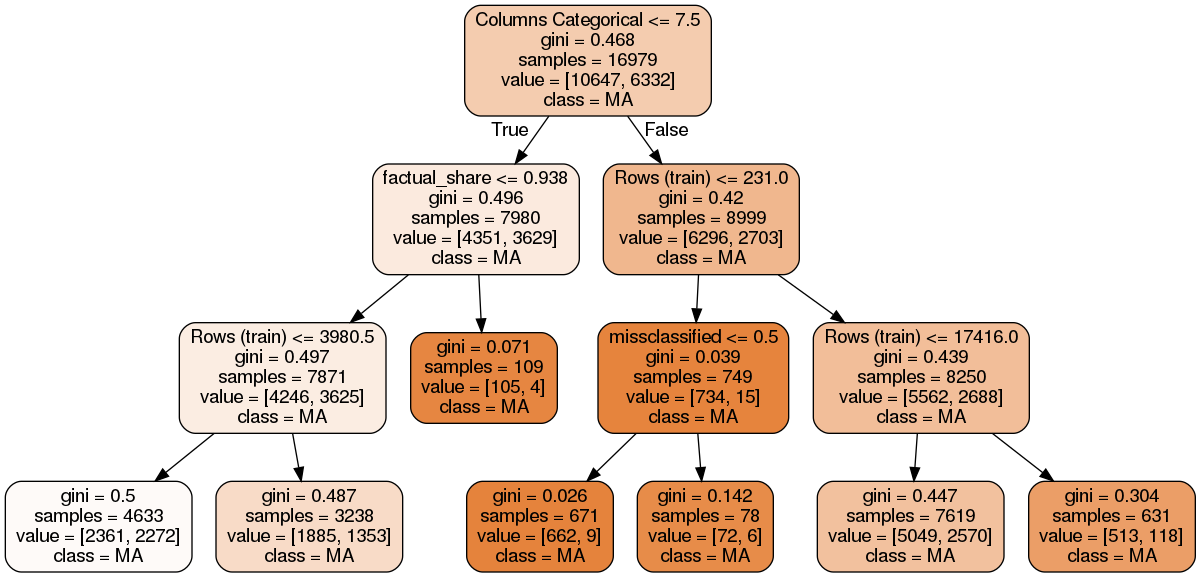 Columns Categorical <= 7.5
gini = 0.468
samples = 16979
value = [10647, 6332]
class = MA
True
False
factual_share <= 0.938
gini = 0.496
samples = 7980
value = [4351, 3629]
class = MA
Rows (train) <= 231.0
gini = 0.42
samples = 8999
value = [6296, 2703]
class = MA
Rows (train) <= 3980.5
gini = 0.497
samples = 7871
value = [4246, 3625]
class = MA
gini = 0.071
samples = 109
value = [105, 4]
class = MA
missclassified <= 0.5
gini = 0.039
samples = 749
value = [734, 15]
class = MA
Rows (train) <= 17416.0
gini = 0.439
samples = 8250
value = [5562, 2688]
class = MA
gini = 0.5
samples = 4633
value = [2361, 2272]
class = MA
gini = 0.487
samples = 3238
value = [1885, 1353]
class = MA
gini = 0.026
samples = 671
value = [662, 9]
class = MA
gini = 0.142
samples = 78
value = [72, 6]
class = MA
gini = 0.447
samples = 7619
value = [5049, 2570]
class = MA
gini = 0.304
samples = 631
value = [513, 118]
class = MA